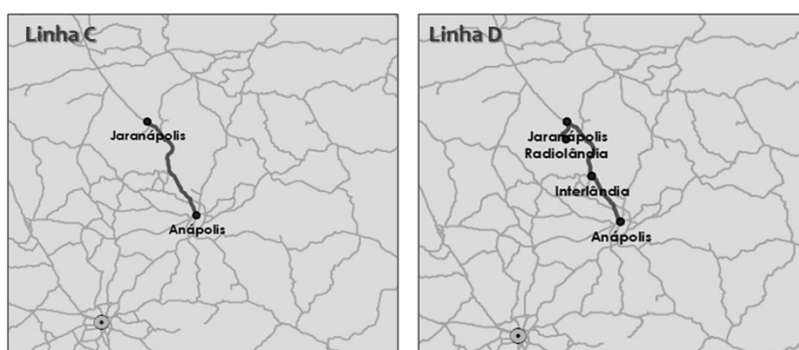 Linha C
Jaranápolis
Anápolis
Linha D
Jaranápolis
Radiolândia
Interlândia
Anápolis